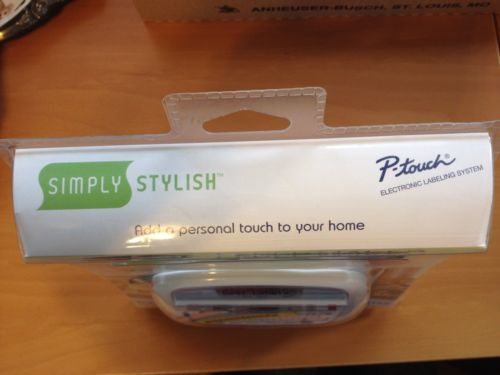 ANHEUSER-BUSCH, ST. LOUIS, MO
SIMPLY STYLISH™
P-touch®
ELECTRONIC LABELING SYSTEM
Add a personal touch to your home